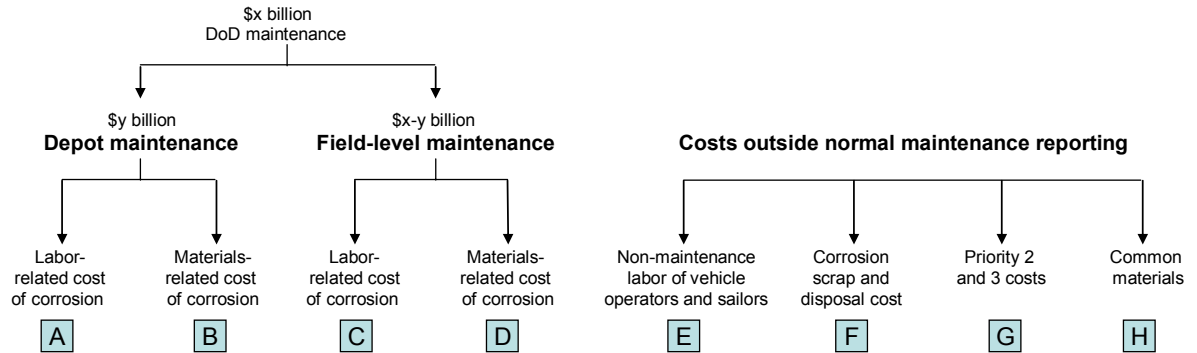 $x billion
DoD maintenance
$y billion
Depot maintenance
$x-y billion
Field-level maintenance
Costs outside normal maintenance reporting
Labor-
related cost
of corrosion
Materials-
related cost
of corrosion
Labor-
related cost
of corrosion
Materials-
related cost
of corrosion
Non-maintenance
labor of vehicle
operators and sailors
Corrosion
scrap and
disposal cost
Priority 2
and 3 costs
Common
materials
A
B
C
D
E
F
G
H